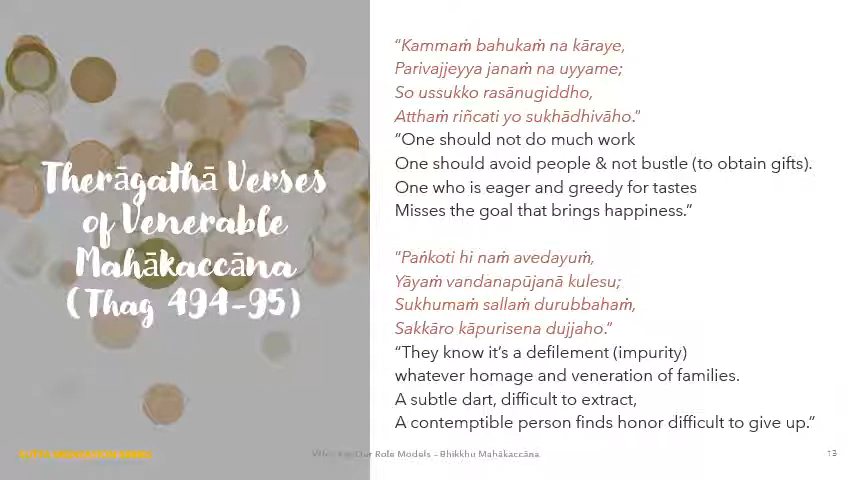 Therāgathā Verses
of Venerable
Mahākaccāna
(Thag 494-95)
“Kammaṁ bahukaṁ na kāraye,
Parivajjeyya janaṁ na uyyame;
So ussukko rasānugiddho,
Atthaṁ riñcati yo sukhādhivāho.”
“One should not do much work
One should avoid people & not bustle (to obtain gifts).
One who is eager and greedy for tastes
Misses the goal that brings happiness.”
“Paṅkoti hi naṁ avedayuṁ,
Yāyaṁ vandanapūjanā kulesu;
Sukhumaṁ sallaṁ durubbahaṁ,
Sakkāro kāpurisena dujjaho.”
“They know it’s a defilement (impurity)
whatever homage and veneration of families.
A subtle dart, difficult to extract,
A contemptible person finds honor difficult to give up.”
Our Role Models – Bhikkhu Mahākaccāna
13